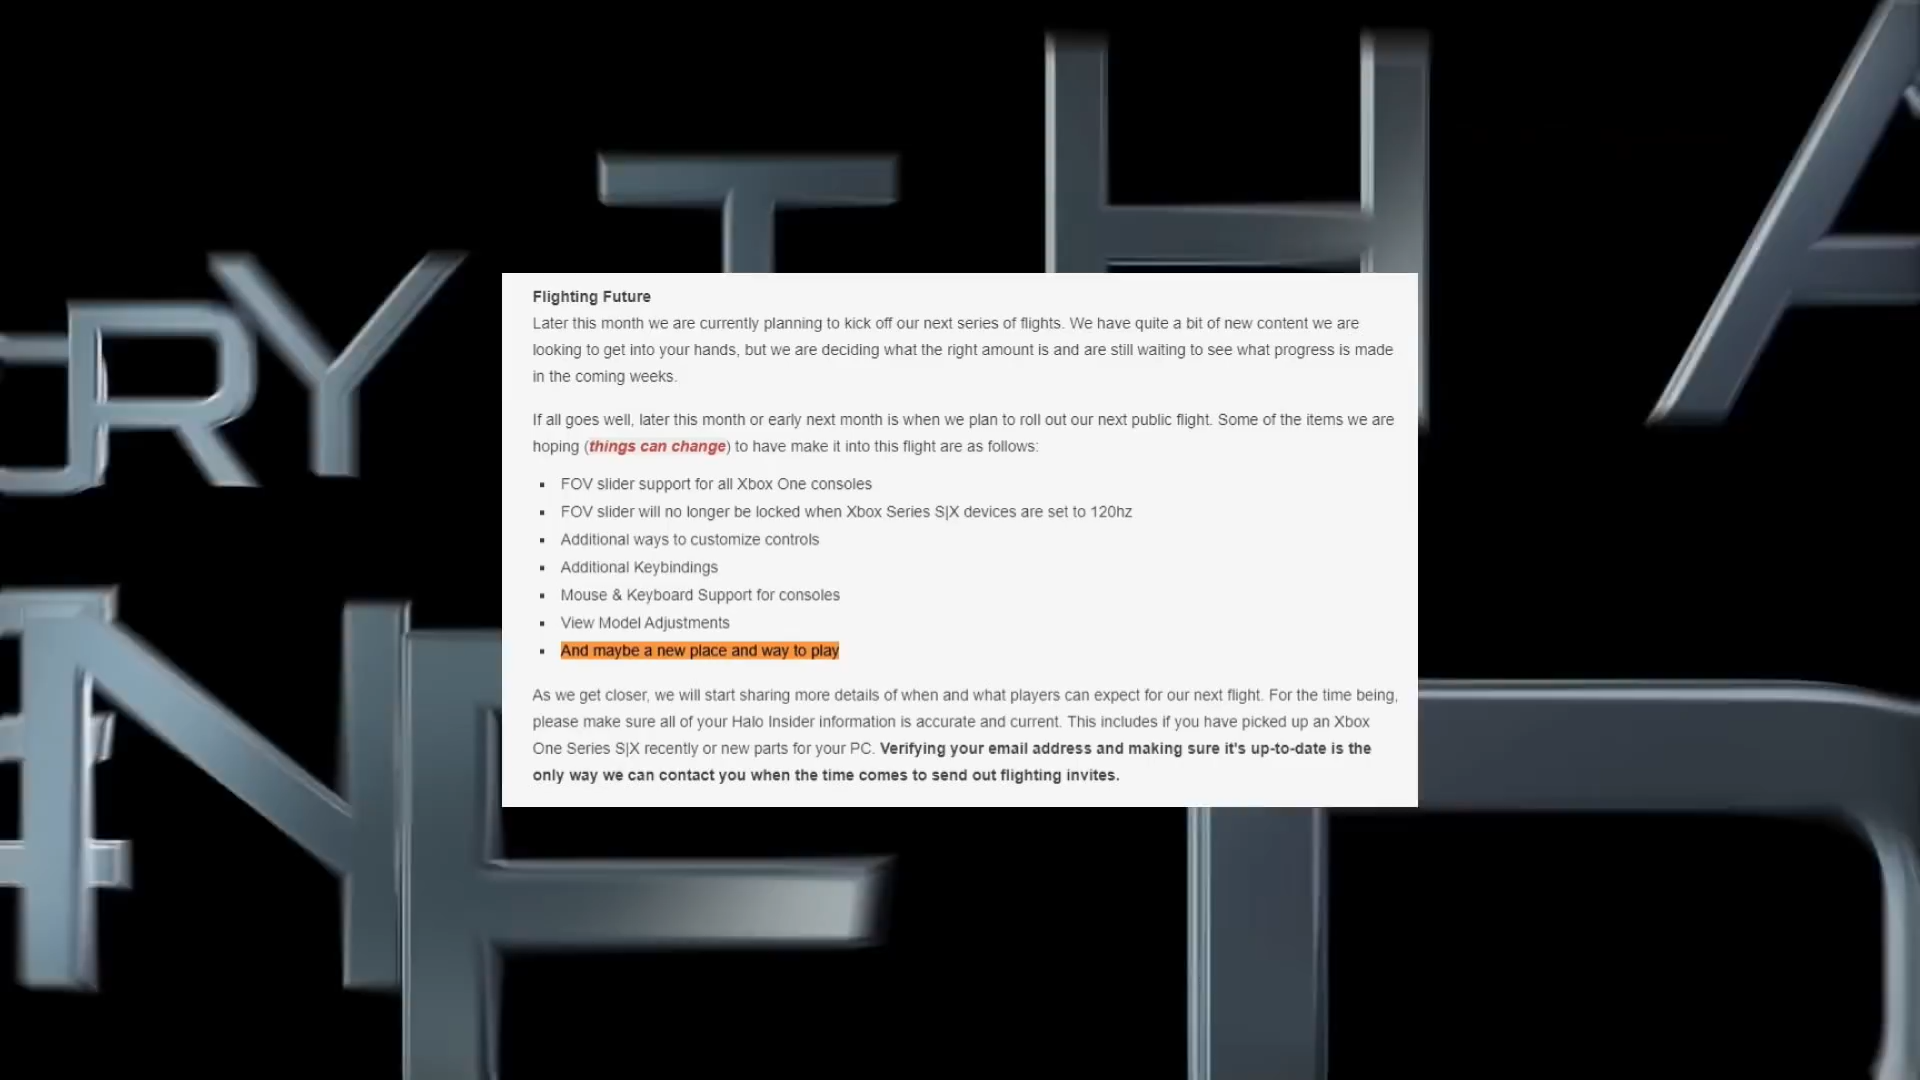 RY
T
H
A
NE
Flighting Future
Later this month we are currently planning to kick off our next series of flights. We have quite a bit of new content we are
looking to get into your hands, but we are deciding what the right amount is and are still waiting to see what progress is made
in the coming weeks.
If all goes well, later this month or early next month is when we plan to roll out our next public flight. Some of the items we are
hoping (things can change) to have make it into this flight are as follows:
▪ FOV slider support for all Xbox One consoles
▪ FOV slider will no longer be locked when Xbox Series S|X devices are set to 120hz
▪ Additional ways to customize controls
▪ Additional Keybindings
▪ Mouse & Keyboard Support for consoles
▪ View Model Adjustments
▪ And maybe a new place and way to play
As we get closer, we will start sharing more details of when and what players can expect for our next flight. For the time being,
please make sure all of your Halo Insider information is accurate and current. This includes if you have picked up an Xbox
One Series S|X recently or new parts for your PC. Verifying your email address and making sure it's up-to-date is the
only way we can contact you when the time comes to send out flighting invites.